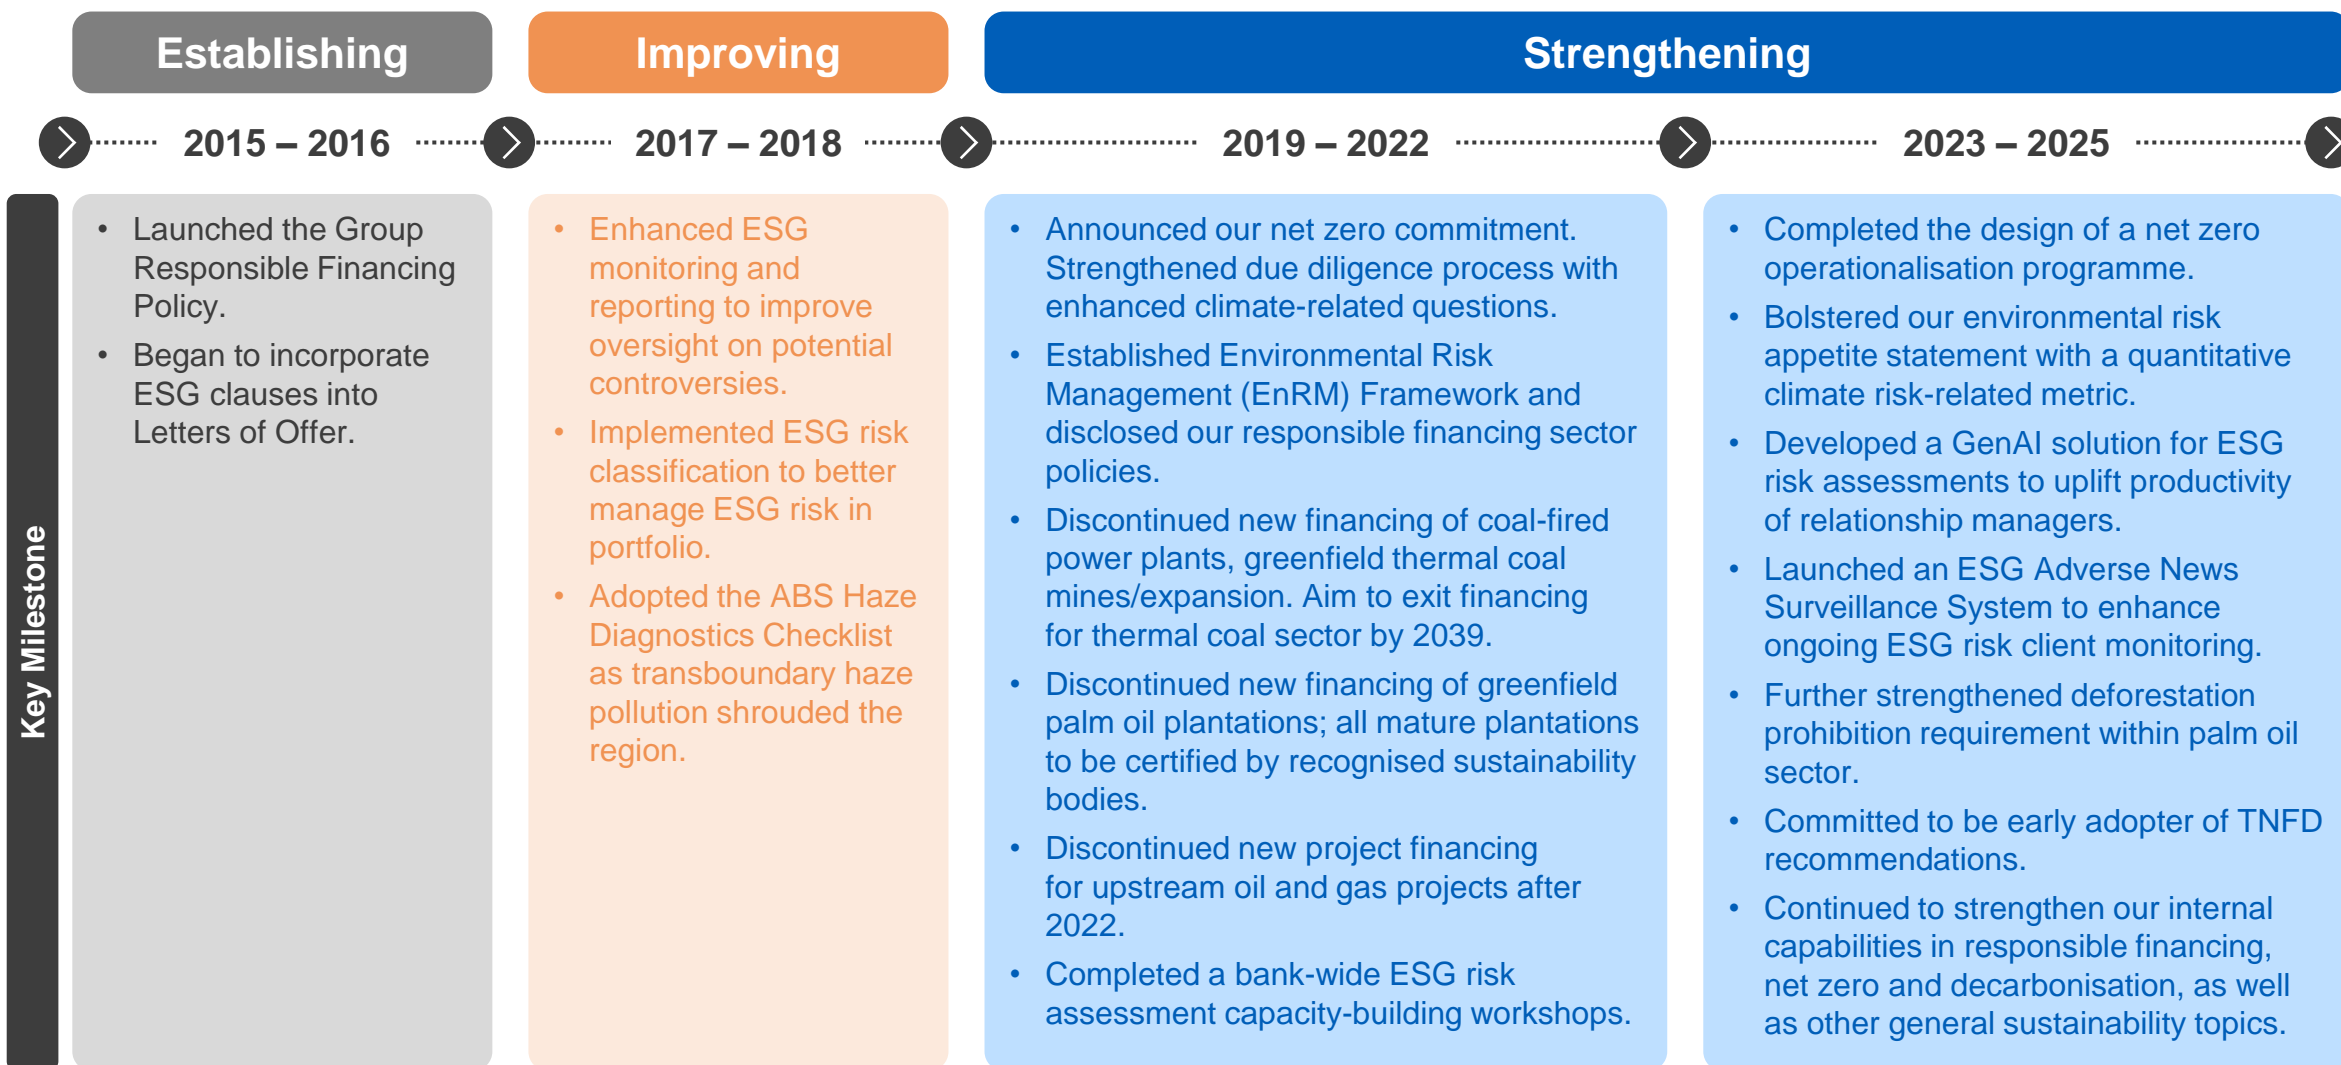 Establishing
Improving
Strengthening
2015 – 2016
2017 – 2018
2019 – 2022
2023 – 2025
Key Milestone
• Launched the Group
Responsible Financing
Policy.
• Began to incorporate
ESG clauses into
Letters of Offer.
• Enhanced ESG
monitoring and
reporting to improve
oversight on potential
controversies.
• Implemented ESG risk
classification to better
manage ESG risk in
portfolio.
• Adopted the ABS Haze
Diagnostics Checklist
as transboundary haze
pollution shrouded the
region.
• Announced our net zero commitment.
Strengthened due diligence process with
enhanced climate-related questions.
• Established Environmental Risk
Management (EnRM) Framework and
disclosed our responsible financing sector
policies.
• Discontinued new financing of coal-fired
power plants, greenfield thermal coal
mines/expansion. Aim to exit financing
for thermal coal sector by 2039.
• Discontinued new financing of greenfield
palm oil plantations; all mature plantations
to be certified by recognised sustainability
bodies.
• Discontinued new project financing
for upstream oil and gas projects after
2022.
• Completed a bank-wide ESG risk
assessment capacity-building workshops.
• Completed the design of a net zero
operationalisation programme.
• Bolstered our environmental risk
appetite statement with a quantitative
climate risk-related metric.
• Developed a GenAI solution for ESG
risk assessments to uplift productivity
of relationship managers.
• Launched an ESG Adverse News
Surveillance System to enhance
ongoing ESG risk client monitoring.
• Further strengthened deforestation
prohibition requirement within palm oil
sector.
• Committed to be early adopter of TNFD
recommendations.
• Continued to strengthen our internal
capabilities in responsible financing,
net zero and decarbonisation, as well
as other general sustainability topics.